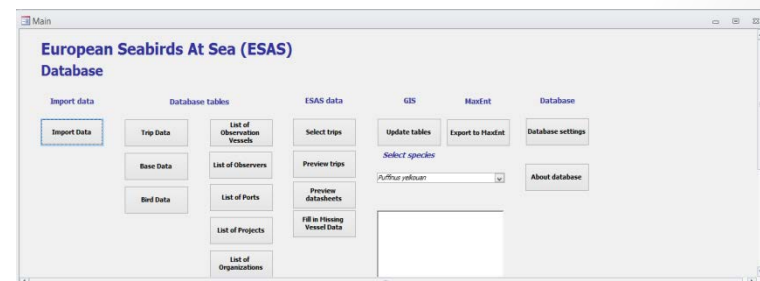 Main
European Seabirds At Sea (ESAS)
Database
Import data
Database tables
ESAS data
GIS
MaxEnt
Database
Import Data
Trip Data
List of
Observation
Vessels
Select trips
Update tables
Export to MaxEnt
Database settings
Base Data
List of Observers
Preview trips
Select species
Puffinus yelkouan
About database
Bird Data
List of Ports
Preview
datasheets
List of Projects
Fill in Missing
Vessel Data
List of
Organizations